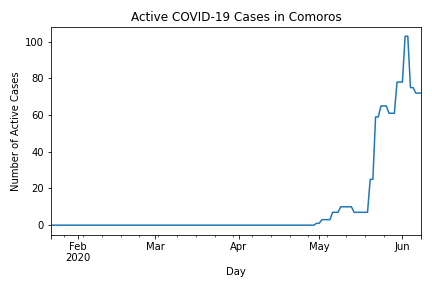 Active COVID-19 Cases in Comoros
100
80
60
40
20
0
Number of Active Cases
Feb Mar Apr May Jun
2020
Day